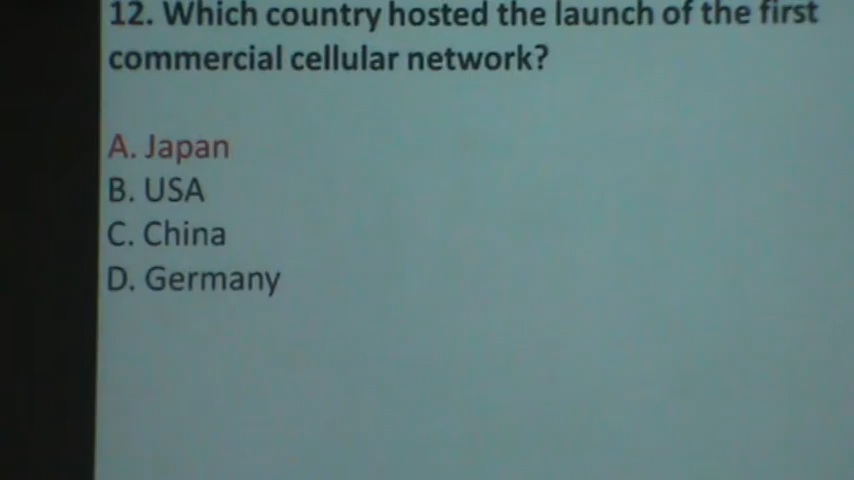 12. Which country hosted the launch of the first
commercial cellular network?
A. Japan
B. USA
C. China
D. Germany